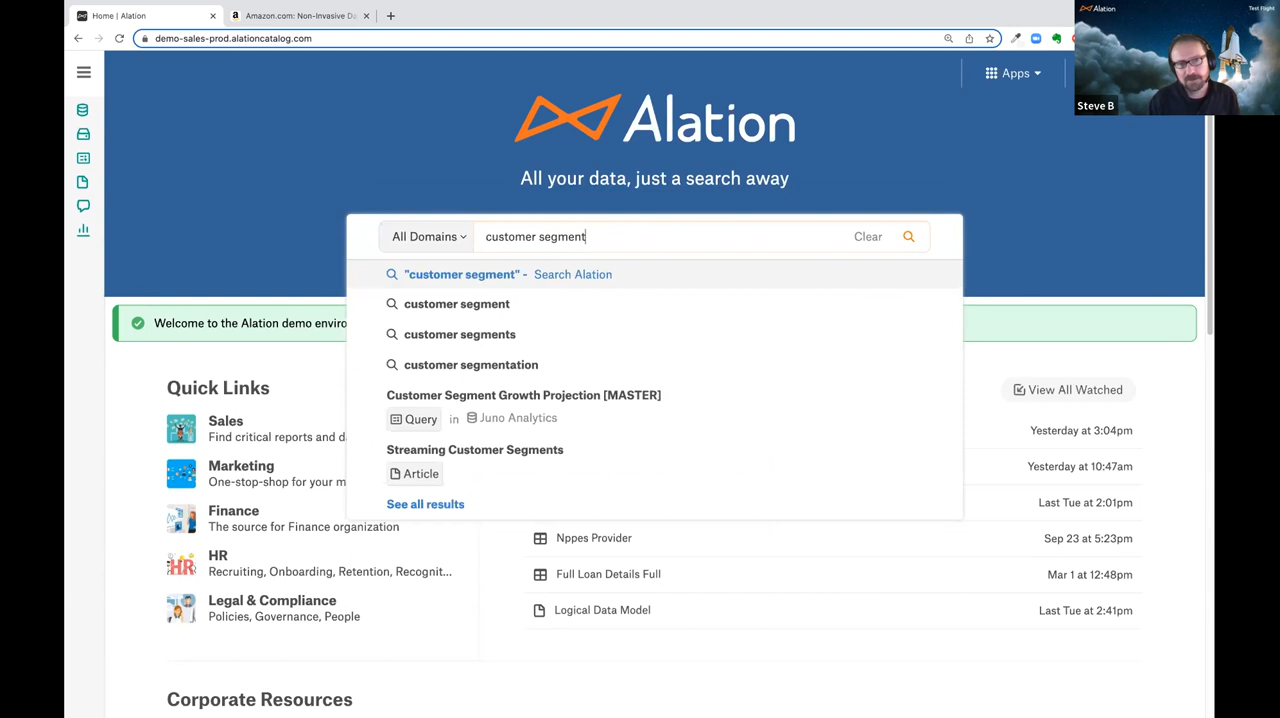 Home | Alation
Amazon.com: Non-Invasive Da
demo-sales-prod.alationcatalog.com
Alation
Test Flight
Steve B
Apps
Alation
All your data, just a search away
All Domains
customer segment
Clear
"customer segment" - Search Alation
customer segment
customer segments
customer segmentation
Customer Segment Growth Projection [MASTER]
Query in Juno Analytics
Streaming Customer Segments
Article
See all results
Welcome to the Alation demo enviro
Quick Links
Sales
Find critical reports and da
Marketing
One-stop-shop for your m
Finance
The source for Finance organization
HR
Recruiting, Onboarding, Retention, Recognit...
Legal & Compliance
Policies, Governance, People
View All Watched
Yesterday at 3:04pm
Yesterday at 10:47am
Last Tue at 2:01pm
Nppes Provider
Sep 23 at 5:23pm
Full Loan Details Full
Mar 1 at 12:48pm
Logical Data Model
Last Tue at 2:41pm
Corporate Resources